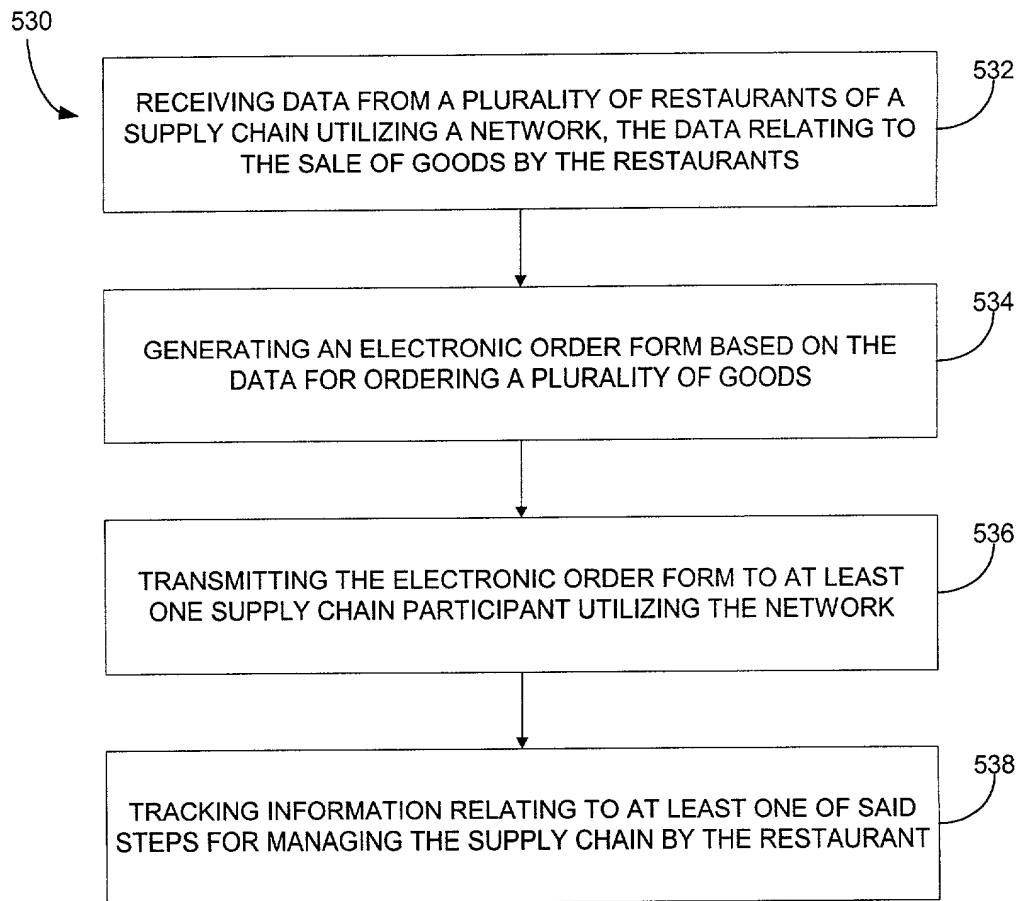 530
532
RECEIVING DATA FROM A PLURALITY OF RESTAURANTS OF A
SUPPLY CHAIN UTILIZING A NETWORK, THE DATA RELATING TO
THE SALE OF GOODS BY THE RESTAURANTS
534
GENERATING AN ELECTRONIC ORDER FORM BASED ON THE
DATA FOR ORDERING A PLURALITY OF GOODS
536
TRANSMITTING THE ELECTRONIC ORDER FORM TO AT LEAST
ONE SUPPLY CHAIN PARTICIPANT UTILIZING THE NETWORK
538
TRACKING INFORMATION RELATING TO AT LEAST ONE OF SAID
STEPS FOR MANAGING THE SUPPLY CHAIN BY THE RESTAURANT